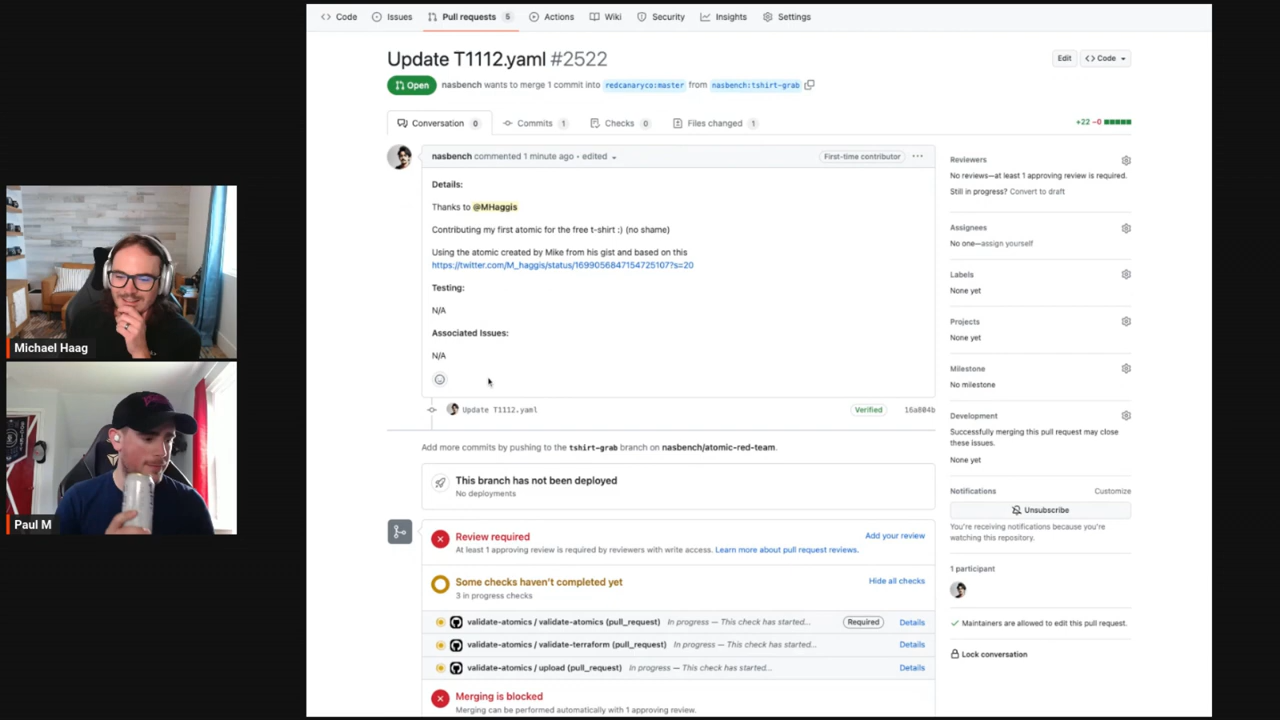 Code Issues Pull requests 5 Actions Wiki Security Insights Settings
Update T1112.yaml #2522
Edit
Code
Open
nasbench wants to merge 1 commit into redcanaryco:master from nasbench:tshirt-grab
Conversation 0
Commits 1
Checks 0
Files changed 1
+22 −0
nasbench commented 1 minute ago • edited
First-time contributor
Details:
Thanks to @MHaggis
Contributing my first atomic for the free t-shirt :) (no shame)
Using the atomic created by Mike from his gist and based on this
https://twitter.com/M_haggis/status/1699056847154725107?s=20
Testing:
N/A
Associated Issues:
N/A
Update T1112.yaml
Verified
16a804b
Add more commits by pushing to the tshirt-grab branch on nasbench/atomic-red-team.
This branch has not been deployed
No deployments
Review required
At least 1 approving review is required by reviewers with write access. Learn more about pull request reviews.
Add your review
Some checks haven't completed yet
3 in progress checks
Hide all checks
validate-atomics / validate-atomics (pull_request) In progress — This check has started...
Required
Details
validate-atomics / validate-terraform (pull_request) In progress — This check has started...
Details
validate-atomics / upload (pull_request) In progress — This check has started...
Details
Merging is blocked
Merging can be performed automatically with 1 approving review.
Reviewers
No reviews—at least 1 approving review is required.
Still in progress? Convert to draft
Assignees
No one—assign yourself
Labels
None yet
Projects
None yet
Milestone
No milestone
Development
Successfully merging this pull request may close
these issues.
None yet
Notifications
Customize
Unsubscribe
You're receiving notifications because you're
watching this repository.
1 participant
Maintainers are allowed to edit this pull request.
Lock conversation
Michael Haag
Paul M